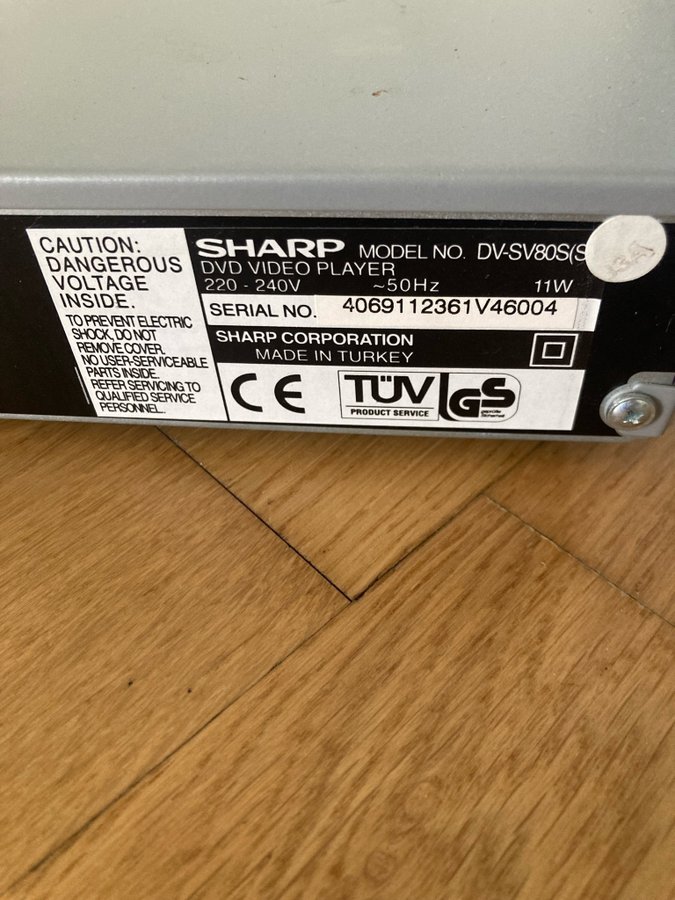 CAUTION:
DANGEROUS
VOLTAGE
INSIDE.
TO PREVENT ELECTRIC
SHOCK, DO NOT
REMOVE COVER.
NO USER-SERVICEABLE
PARTS INSIDE.
REFER SERVICING TO
QUALIFIED SERVICE
PERSONNEL.
SHARP MODEL NO. DV-SV80S(S
DVD VIDEO PLAYER
220 - 240V ~50Hz 11W
SERIAL NO. 4069112361V46004
SHARP CORPORATION
MADE IN TURKEY
CE TÜV GS
PRODUCT SERVICE geprüfte
Sicherheit